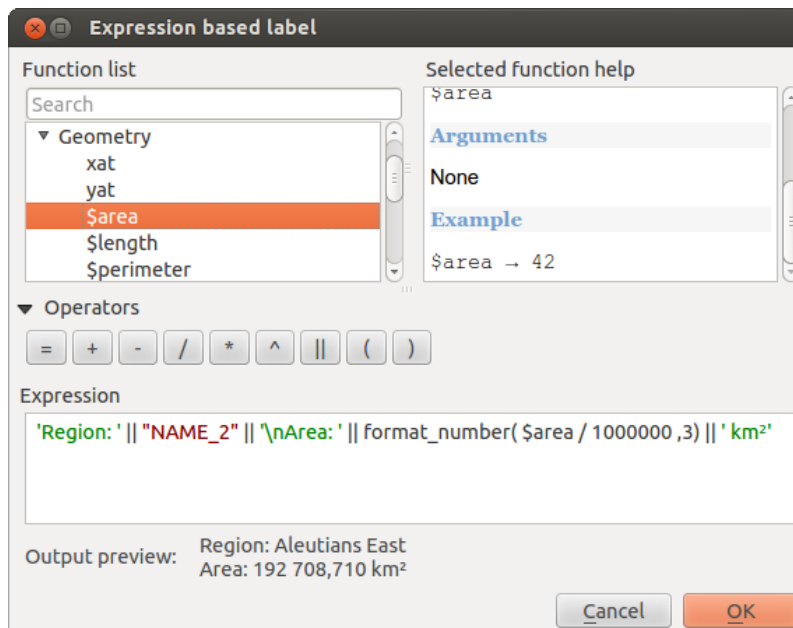 Expression based label
Function list
Search
Geometry
xat
yat
$area
$length
$perimeter
Selected function help
$area
Arguments
None
Example
$area → 42
Operators
= + - / * ^ || ( )
Expression
'Region: ' || "NAME_2" || '\nArea: ' || format_number( $area / 1000000 ,3) || ' km²'
Output preview: Region: Aleutians East
Area: 192 708,710 km²
Cancel OK